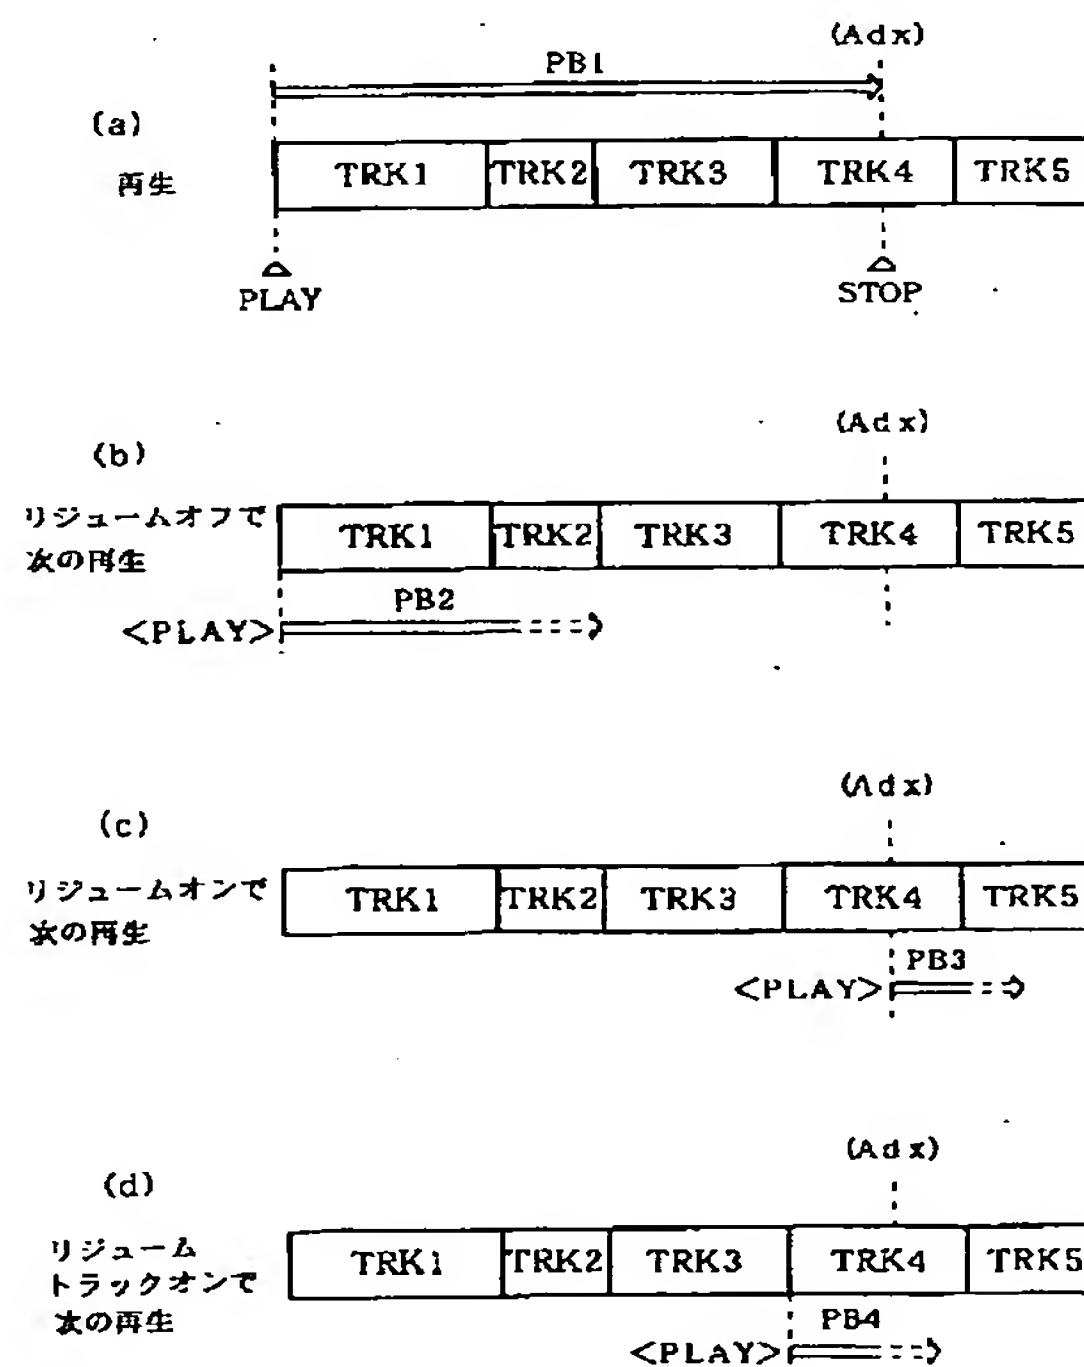 (Adx)
PB1
(a)
再生
TRK1 TRK2 TRK3 TRK4 TRK5
PLAY
STOP
(Adx)
(b)
リジュームオフで
次の再生
TRK1 TRK2 TRK3 TRK4 TRK5
PB2
<PLAY>
(Adx)
(c)
リジュームオンで
次の再生
TRK1 TRK2 TRK3 TRK4 TRK5
PB3
<PLAY>
(Adx)
(d)
リジューム
トラックオンで
次の再生
TRK1 TRK2 TRK3 TRK4 TRK5
PB4
<PLAY>